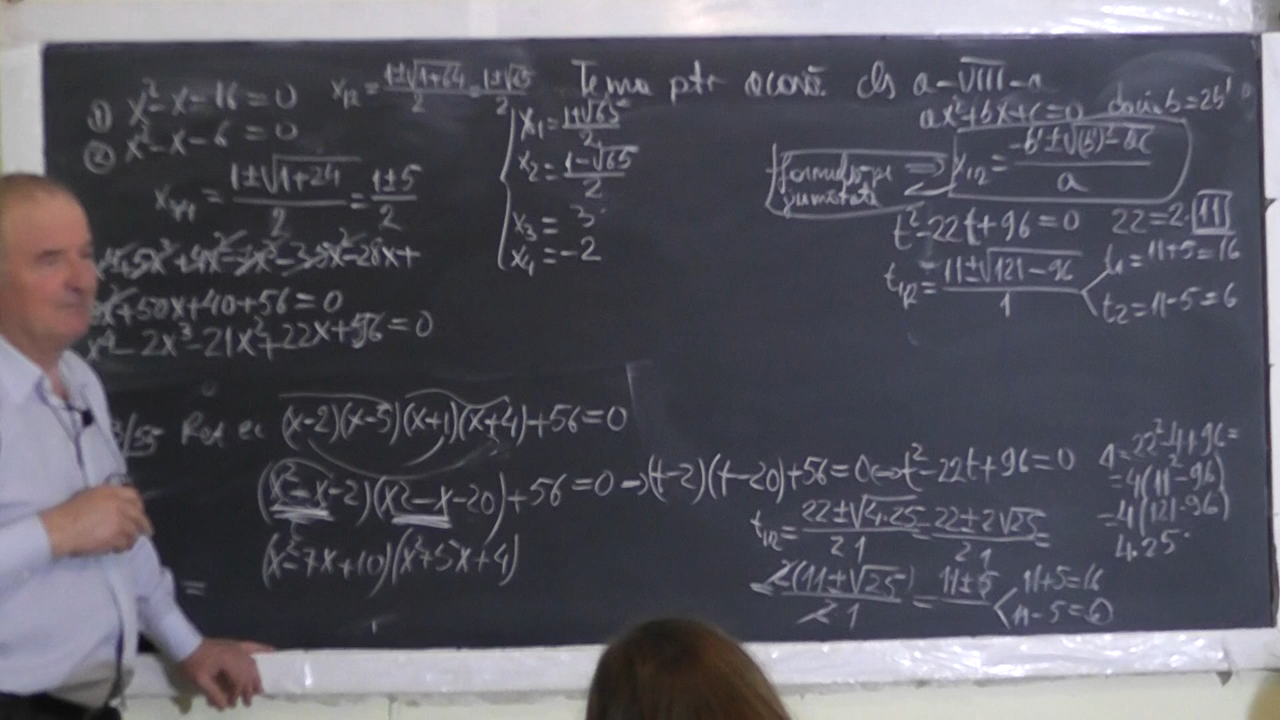 ① x²-x-16=0
② x²-x-6=0
x₁₂=(1±√(1+64))/2=(1±√65)/2
=(1±√(1+24))/2=(1±5)/2
x²+50x+40+56=0
x⁴-2x³-21x²+22x+56=0
x₁=(1+√65)/2
x₂=(1-√65)/2
x₃=3
x₄=-2
Tema ptr acasă cls a-VIII-a
ax²+bx+c=0 dacă b=2b'
formula pe jumătate ⇒ x₁₂=(-b'±√((b')²-ac))/a
t²-22t+96=0 22=2·11
t₁₂=(11±√(121-96))/1
t₁=11+5=16
t₂=11-5=6
Rez ec (x-2)(x-5)(x+1)(x+4)+56=0
(x²-x-2)(x²-x-20)+56=0→(t-2)(t-20)+56=0⇔t²-22t+96=0
(x²-7x+10)(x²+5x+4)
=
t₁₂=(22±√(4·25))/(2·1)=(22±2√25)/(2·1)=
=2(11±√25)/(2·1)=(11±5)/
11+5=16
11-5=6
Δ=22²-4·96=
=4(11²-96)
=4(121-96)
4·25